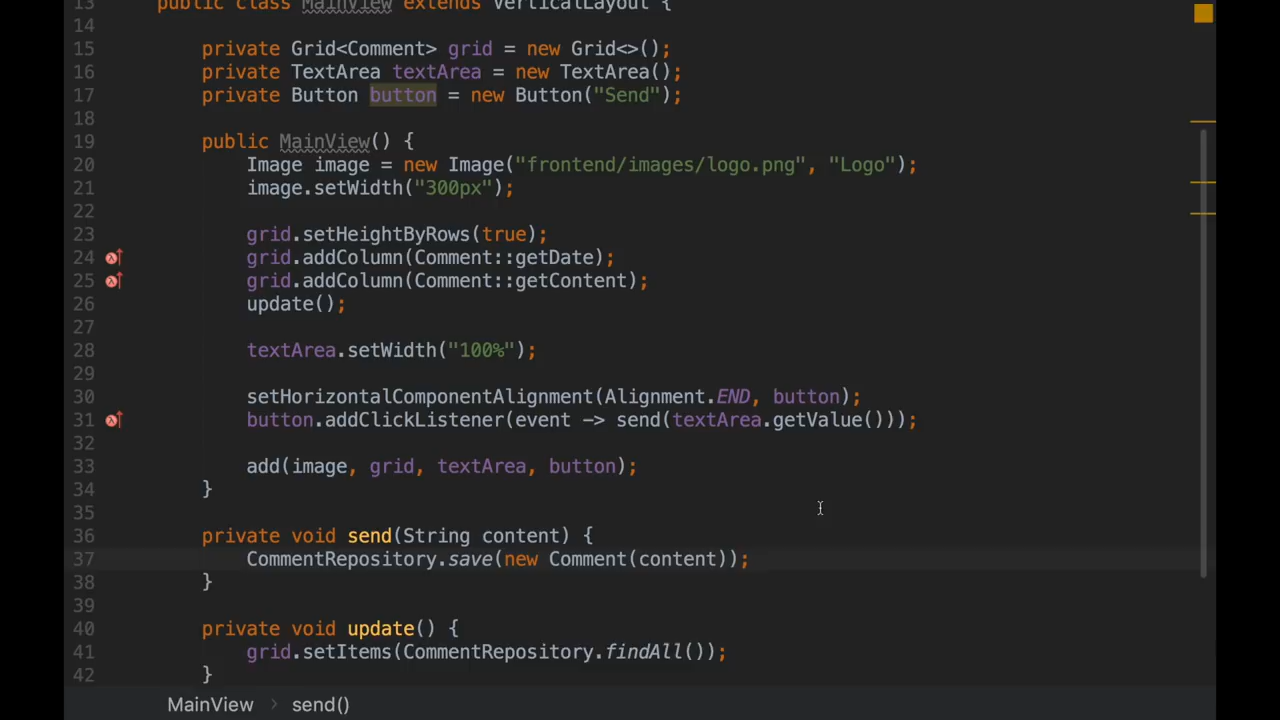 13 public class MainView extends VerticalLayout {
14
15 private Grid<Comment> grid = new Grid<>();
16 private TextArea textArea = new TextArea();
17 private Button button = new Button("Send");
18
19 public MainView() {
20 Image image = new Image("frontend/images/logo.png", "Logo");
21 image.setWidth("300px");
22
23 grid.setHeightByRows(true);
24 grid.addColumn(Comment::getDate);
25 grid.addColumn(Comment::getContent);
26 update();
27
28 textArea.setWidth("100%");
29
30 setHorizontalComponentAlignment(Alignment.END, button);
31 button.addClickListener(event -> send(textArea.getValue()));
32
33 add(image, grid, textArea, button);
34 }
35
36 private void send(String content) {
37 CommentRepository.save(new Comment(content));
38 }
39
40 private void update() {
41 grid.setItems(CommentRepository.findAll());
42 }
MainView > send()